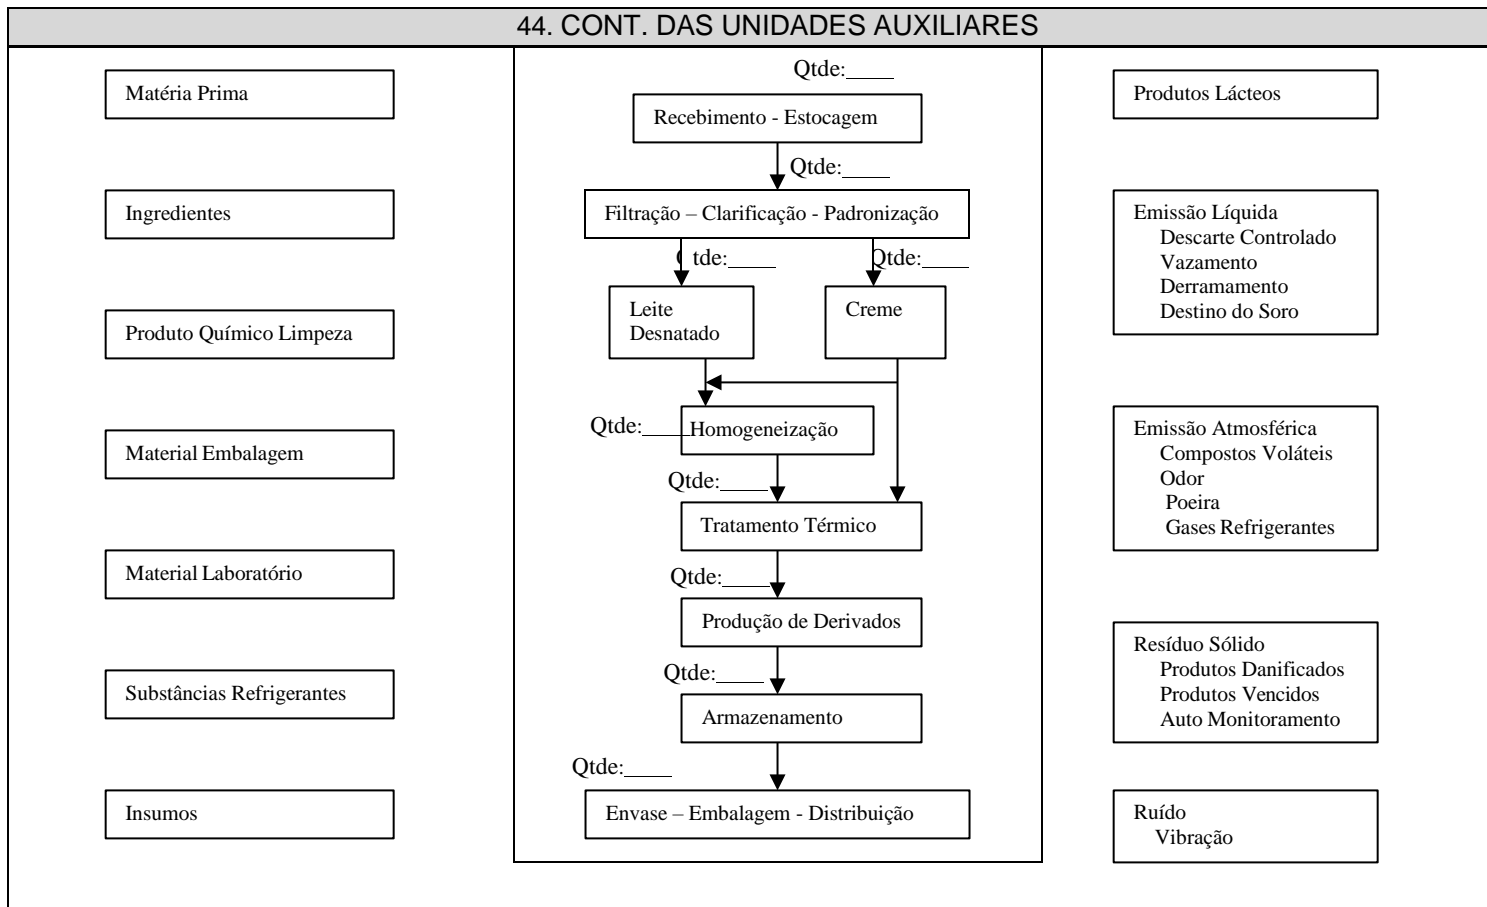 44. CONT. DAS UNIDADES AUXILIARES
Matéria Prima
Ingredientes
Produto Químico Limpeza
Material Embalagem
Material Laboratório
Substâncias Refrigerantes
Insumos
Qtde:____
Recebimento - Estocagem
Qtde:____
Filtração – Clarificação - Padronização
Qtde:____
Qtde:____
Leite
Desnatado
Creme
Qtde:____
Homogeneização
Qtde:____
Tratamento Térmico
Qtde:____
Produção de Derivados
Qtde:____
Armazenamento
Qtde:____
Envase – Embalagem - Distribuição
Produtos Lácteos
Emissão Líquida
Descarte Controlado
Vazamento
Derramamento
Destino do Soro
Emissão Atmosférica
Compostos Voláteis
Odor
Poeira
Gases Refrigerantes
Resíduo Sólido
Produtos Danificados
Produtos Vencidos
Auto Monitoramento
Ruído
Vibração